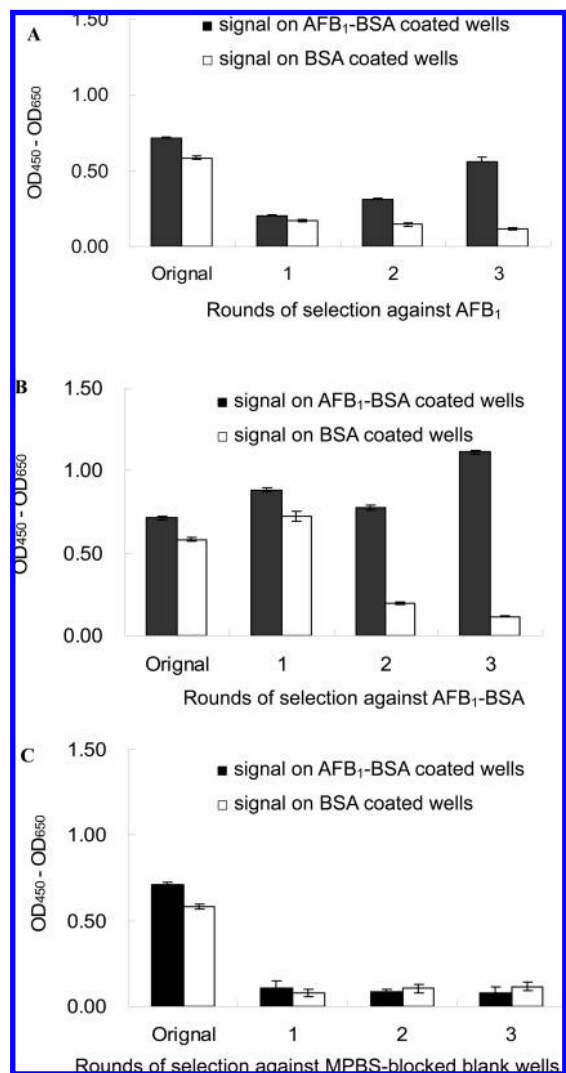 A
1.50
■ signal on AFB₁-BSA coated wells
□ signal on BSA coated wells
1.00
OD₄₅₀ - OD₆₅₀
0.50
0.00
Orignal 1 2 3
Rounds of selection against AFB₁
B
1.50
■ signal on AFB₁-BSA coated wells
□ signal on BSA coated wells
1.00
OD₄₅₀ - OD₆₅₀
0.50
0.00
Orignal 1 2 3
Rounds of selection against AFB₁-BSA
C
1.50
■ signal on AFB₁-BSA coated wells
□ signal on BSA coated wells
1.00
OD₄₅₀ - OD₆₅₀
0.50
0.00
Orignal 1 2 3
Rounds of selection against MPBS-blocked blank wells